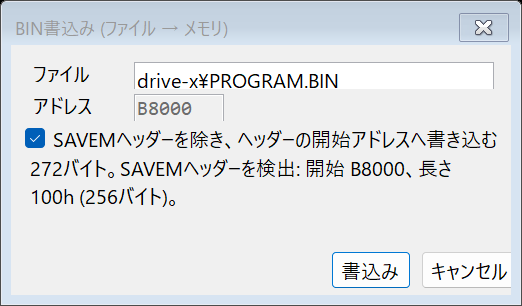 BIN書込み (ファイル → メモリ)
ファイル
drive-x¥PROGRAM.BIN
アドレス
B8000
SAVEMヘッダーを除き、ヘッダーの開始アドレスへ書き込む
272バイト。SAVEMヘッダーを検出: 開始 B8000、長さ
100h (256バイト)。
書込み
キャンセル